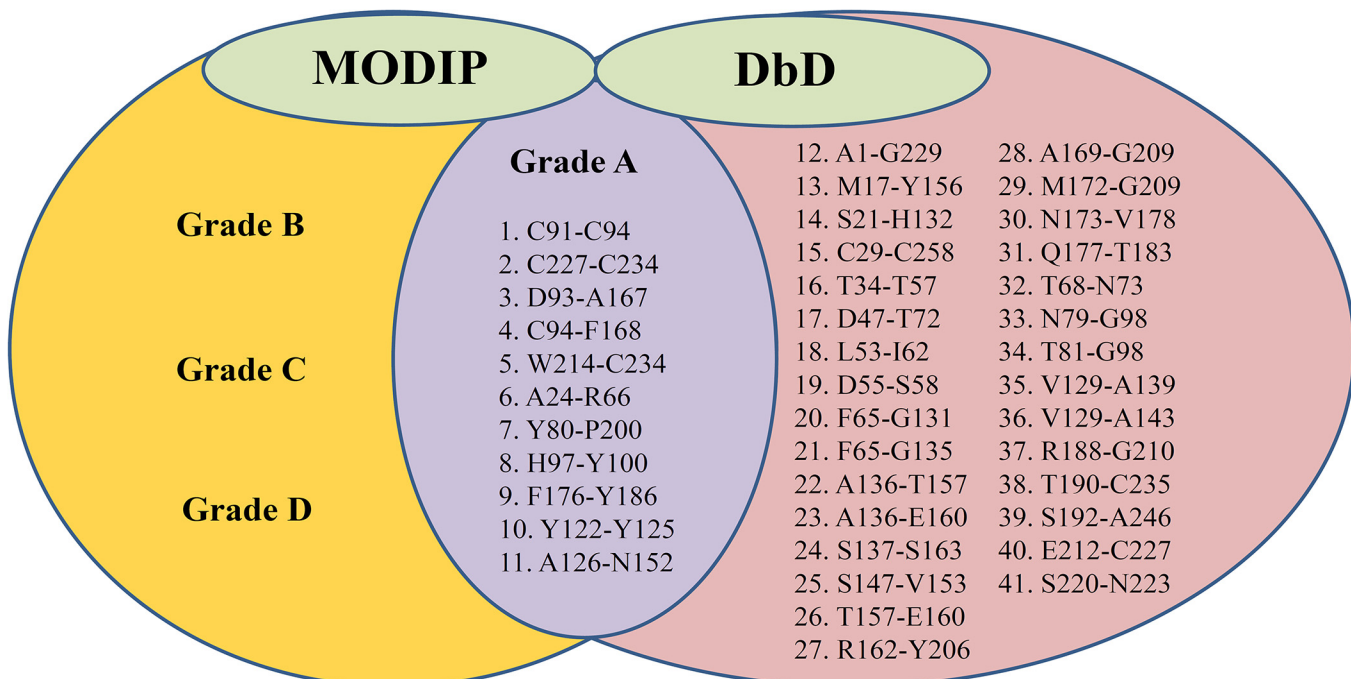 MODIP
DbD
Grade B
Grade C
Grade D
Grade A
1. C91-C94
2. C227-C234
3. D93-A167
4. C94-F168
5. W214-C234
6. A24-R66
7. Y80-P200
8. H97-Y100
9. F176-Y186
10. Y122-Y125
11. A126-N152
12. A1-G229
13. M17-Y156
14. S21-H132
15. C29-C258
16. T34-T57
17. D47-T72
18. L53-I62
19. D55-S58
20. F65-G131
21. F65-G135
22. A136-T157
23. A136-E160
24. S137-S163
25. S147-V153
26. T157-E160
27. R162-Y206
28. A169-G209
29. M172-G209
30. N173-V178
31. Q177-T183
32. T68-N73
33. N79-G98
34. T81-G98
35. V129-A139
36. V129-A143
37. R188-G210
38. T190-C235
39. S192-A246
40. E212-C227
41. S220-N223